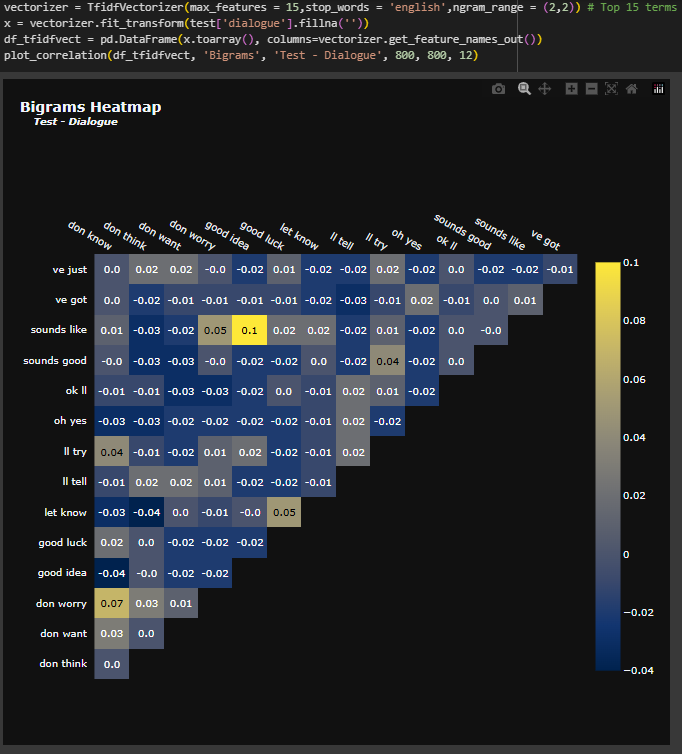 vectorizer = TfidfVectorizer(max_features = 15,stop_words = 'english',ngram_range = (2,2)) # Top 15 terms
x = vectorizer.fit_transform(test['dialogue'].fillna(''))
df_tfidfvect = pd.DataFrame(x.toarray(), columns=vectorizer.get_feature_names_out())
plot_correlation(df_tfidfvect, 'Bigrams', 'Test - Dialogue', 800, 800, 12)
Bigrams Heatmap
Test - Dialogue
don know don think don want don worry good idea good luck let know ll tell ll try oh yes ok ll sounds good sounds like ve got
ve just 0.0 0.02 0.02 -0.0 -0.02 0.01 -0.02 -0.02 0.02 -0.02 0.0 -0.02 -0.02 -0.01
ve got 0.0 -0.02 -0.01 -0.01 -0.01 -0.01 -0.02 -0.03 -0.01 0.02 -0.01 0.0 0.01
sounds like 0.01 -0.03 -0.02 0.05 0.1 0.02 0.02 -0.02 0.01 -0.02 0.0 -0.0
sounds good -0.0 -0.03 -0.03 -0.0 -0.02 -0.02 0.0 -0.02 0.04 -0.02 0.0
ok ll -0.01 -0.01 -0.03 -0.03 -0.02 0.0 -0.01 0.02 0.01 -0.02
oh yes -0.03 -0.03 -0.02 -0.02 -0.02 -0.02 -0.01 0.02 -0.02
ll try 0.04 -0.01 -0.02 0.01 0.02 -0.02 -0.01 0.02
ll tell -0.01 0.02 0.02 0.01 -0.02 -0.02 -0.01
let know -0.03 -0.04 0.0 -0.01 -0.0 0.05
good luck 0.02 0.0 -0.02 -0.02 -0.02
good idea -0.04 -0.0 -0.02 -0.02
don worry 0.07 0.03 0.01
don want 0.03 0.0
don think 0.0
0.1
0.08
0.06
0.04
0.02
0
−0.02
−0.04